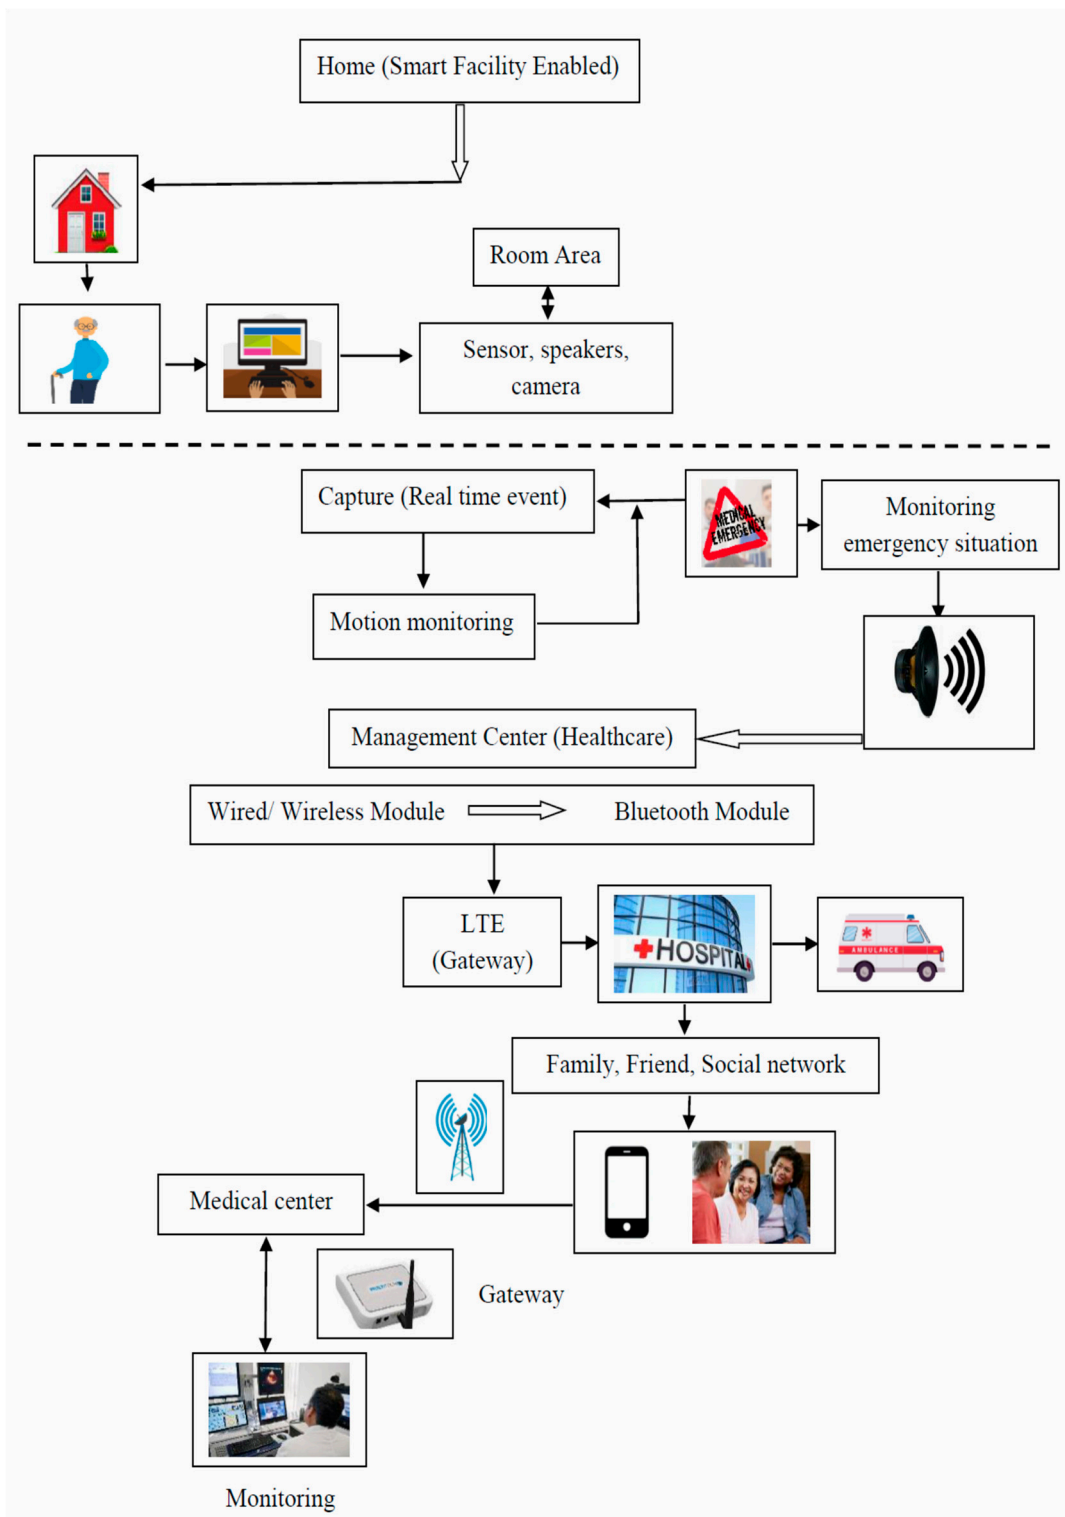 Home (Smart Facility Enabled)
Room Area
Sensor, speakers,
camera
Capture (Real time event)
MEDICAL
EMERGENCY
Monitoring
emergency situation
Motion monitoring
Management Center (Healthcare)
Wired/ Wireless Module
Bluetooth Module
LTE
(Gateway)
HOSPITAL
AMBULANCE
Family, Friend, Social network
Medical center
Gateway
Monitoring